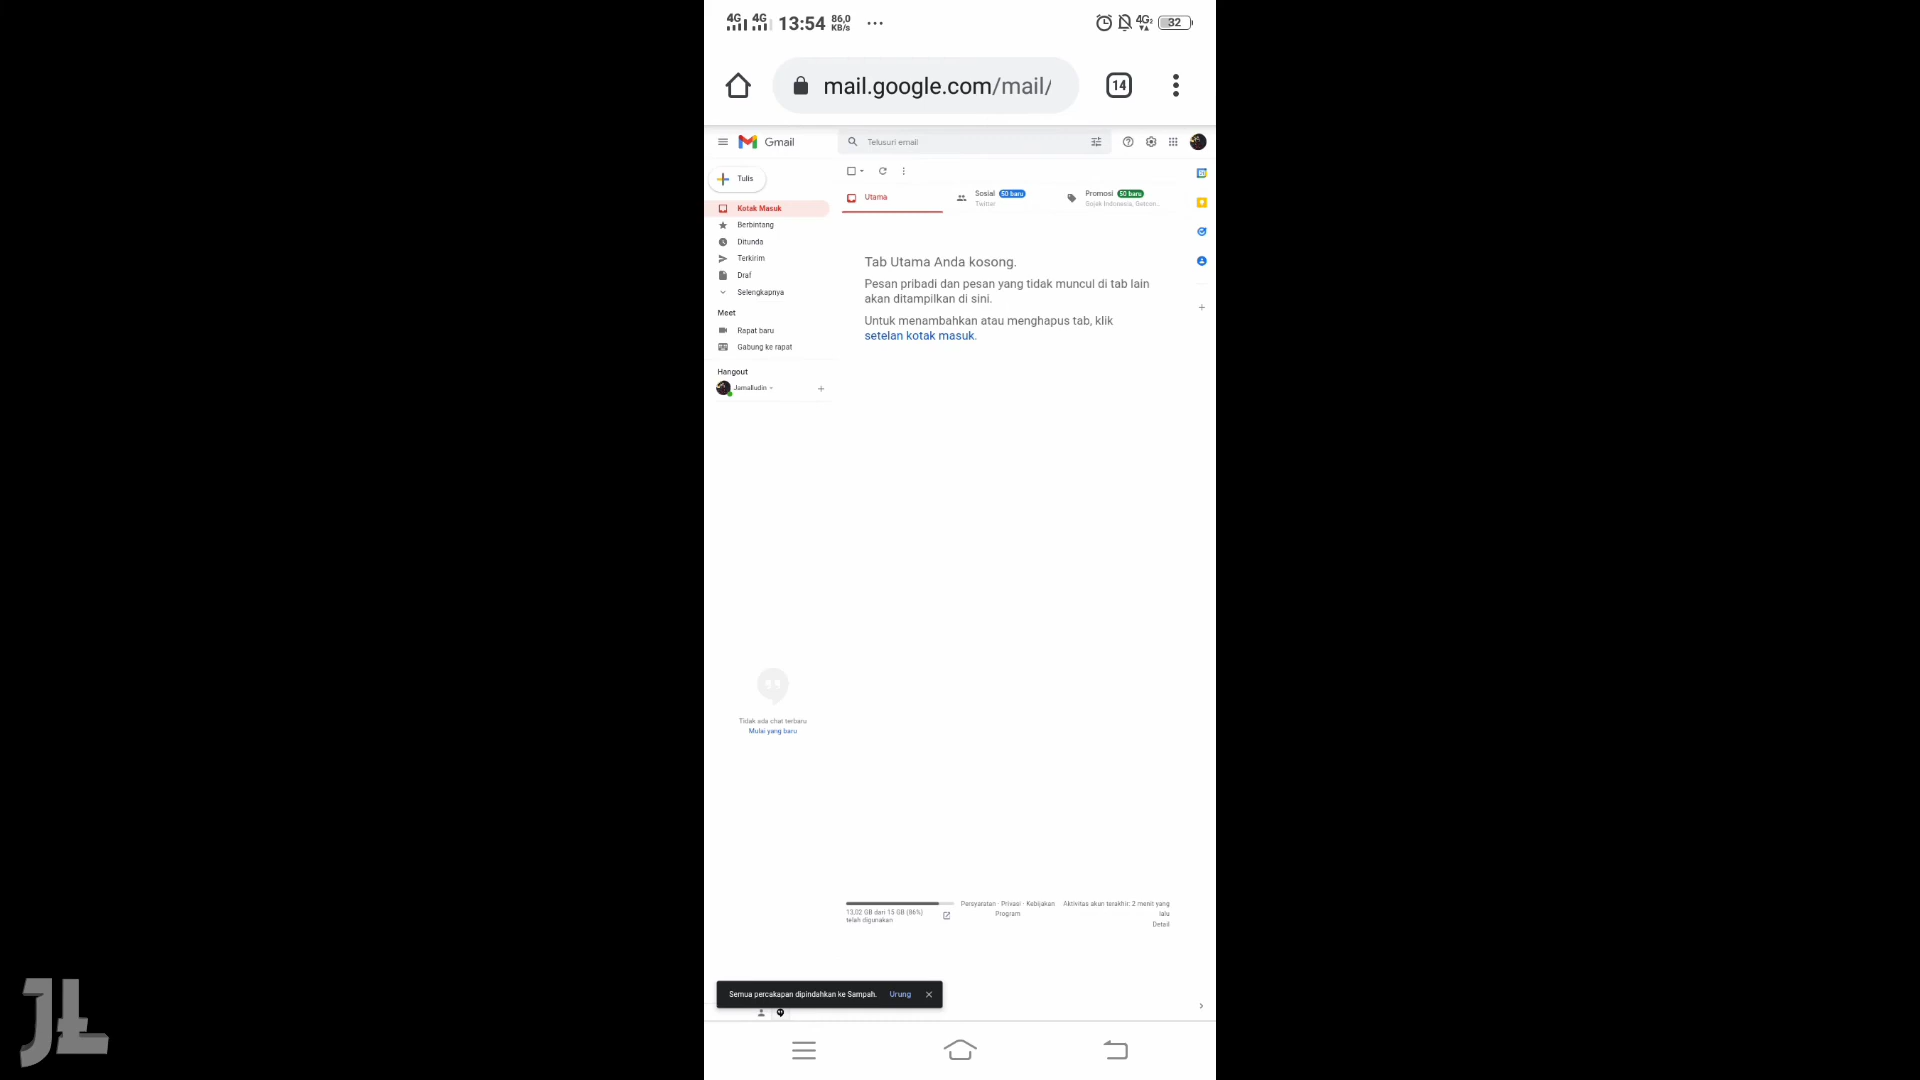 4G 4G 13:54 86,0 KB/s ... 4G2 32
mail.google.com/mail/ 14
Gmail
Telusuri email
Tulis
Utama
Sosial 50 baru
Twitter
Promosi 50 baru
Gojek Indonesia, Getcon...
Kotak Masuk
Berbintang
Ditunda
Terkirim
Draf
Selengkapnya
Meet
Rapat baru
Gabung ke rapat
Hangout
Jamalludin
Tab Utama Anda kosong.
Pesan pribadi dan pesan yang tidak muncul di tab lain
akan ditampilkan di sini.
Untuk menambahkan atau menghapus tab, klik
setelan kotak masuk.
Tidak ada chat terbaru
Mulai yang baru
13,02 GB dari 15 GB (86%)
telah digunakan
Persyaratan · Privasi · Kebijakan
Program
Aktivitas akun terakhir: 2 menit yang
lalu
Detail
Semua percakapan dipindahkan ke Sampah. Urung
JL